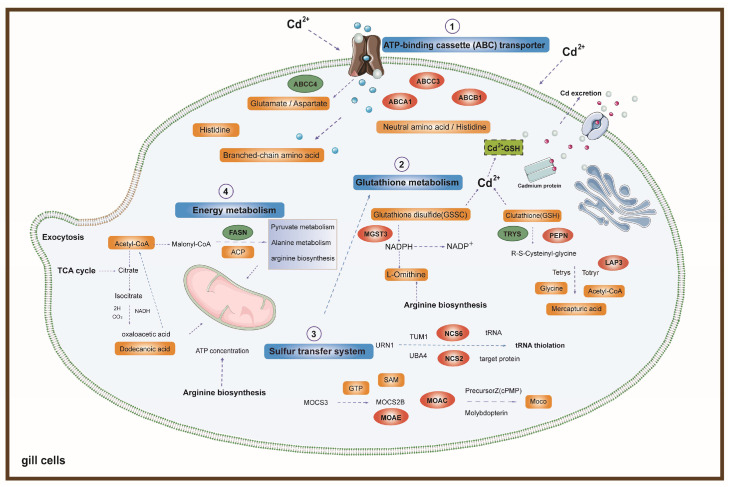 Cd2+
1
ATP-binding cassette (ABC) transporter
Cd2+
ABCC4
ABCC3
Cd excretion
Glutamate / Aspartate
ABCA1
ABCB1
Histidine
Neutral amino acid / Histidine
Branched-chain amino acid
Cd2+-GSH
2
Cadmium protein
Glutathione metabolism
Cd2+
4
Energy metabolism
Glutathione disulfide(GSSC)
Clutathione(GSH)
FASN
Pyruvate metabolism
MGST3
TRYS
PEPN
Exocytosis
Acetyl-CoA
Malonyl-CoA
Alanine metabolism
NADPH
NADP+
ACP
R-S-Cysteinyl-glycine
arginine biosynthesis
LAP3
TCA cycle
Citrate
L-Ornithine
Tetrys
Totryr
Glycine
Acetyl-CoA
Isocitrate
Arginine biosynthesis
Mercapturic acid
2H
CO2
NADH
3
oxaloacetic acid
TUM1
NCS6
tRNA
Dodecanoic acid
ATP concentration
Sulfur transfer system
URN1
tRNA thiolation
UBA4
NCS2
target protein
Arginine biosynthesis
SAM
GTP
PrecursorZ(cPMP)
MOCS3
MOCS2B
MOAC
Moco
MOAE
Molybdopterin
gill cells